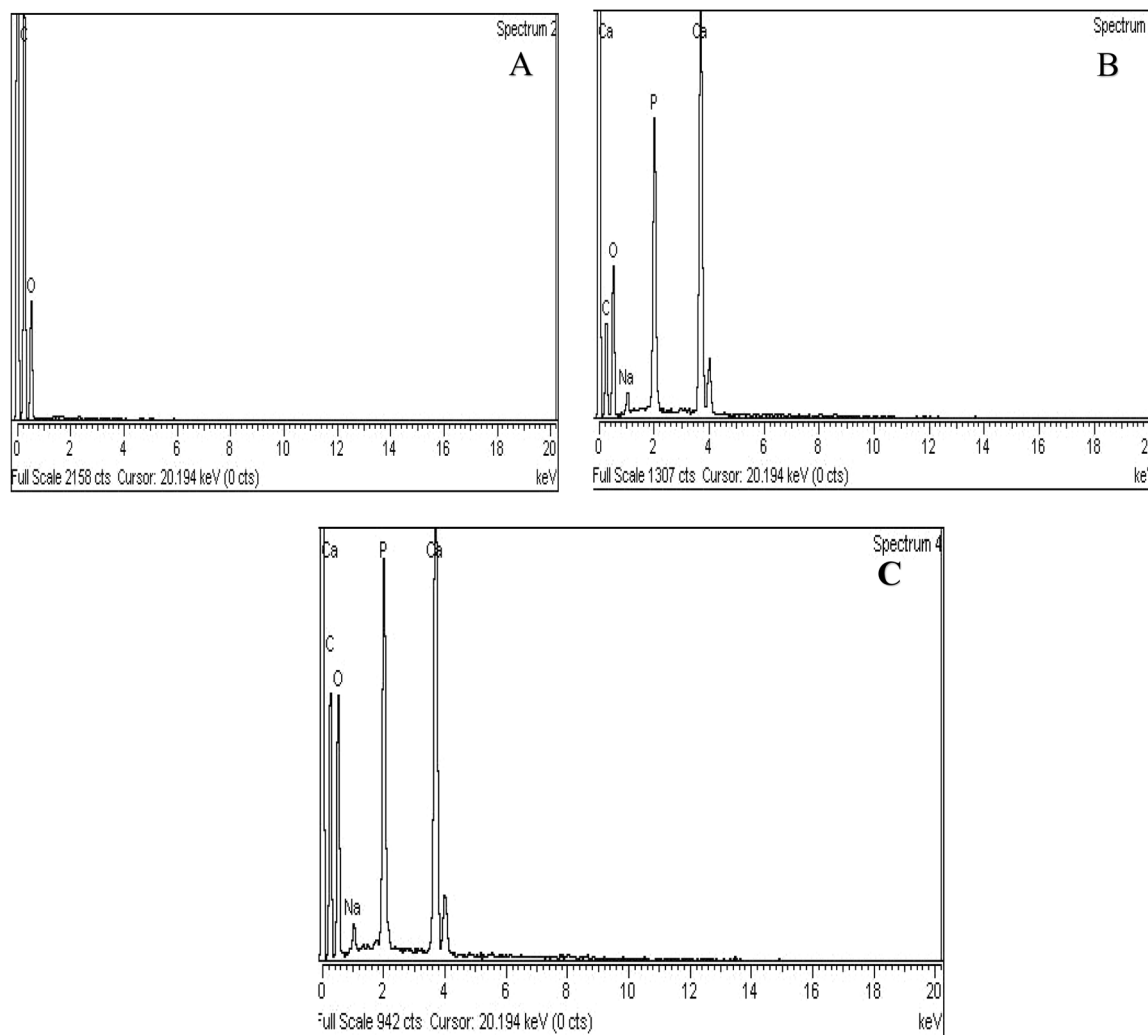 Spectrum 2
C
A
O
0 2 4 6 8 10 12 14 16 18 20
Full Scale 2158 cts Cursor: 20.194 keV (0 cts)
keV
Spectrum
Ca
Ca
B
P
O
C
Na
0 2 4 6 8 10 12 14 16 18 20
Full Scale 1307 cts Cursor: 20.194 keV (0 cts)
ke
Spectrum 4
Ca
P
Ca
C
C
O
Na
0 2 4 6 8 10 12 14 16 18 20
Full Scale 942 cts Cursor: 20.194 keV (0 cts)
keV